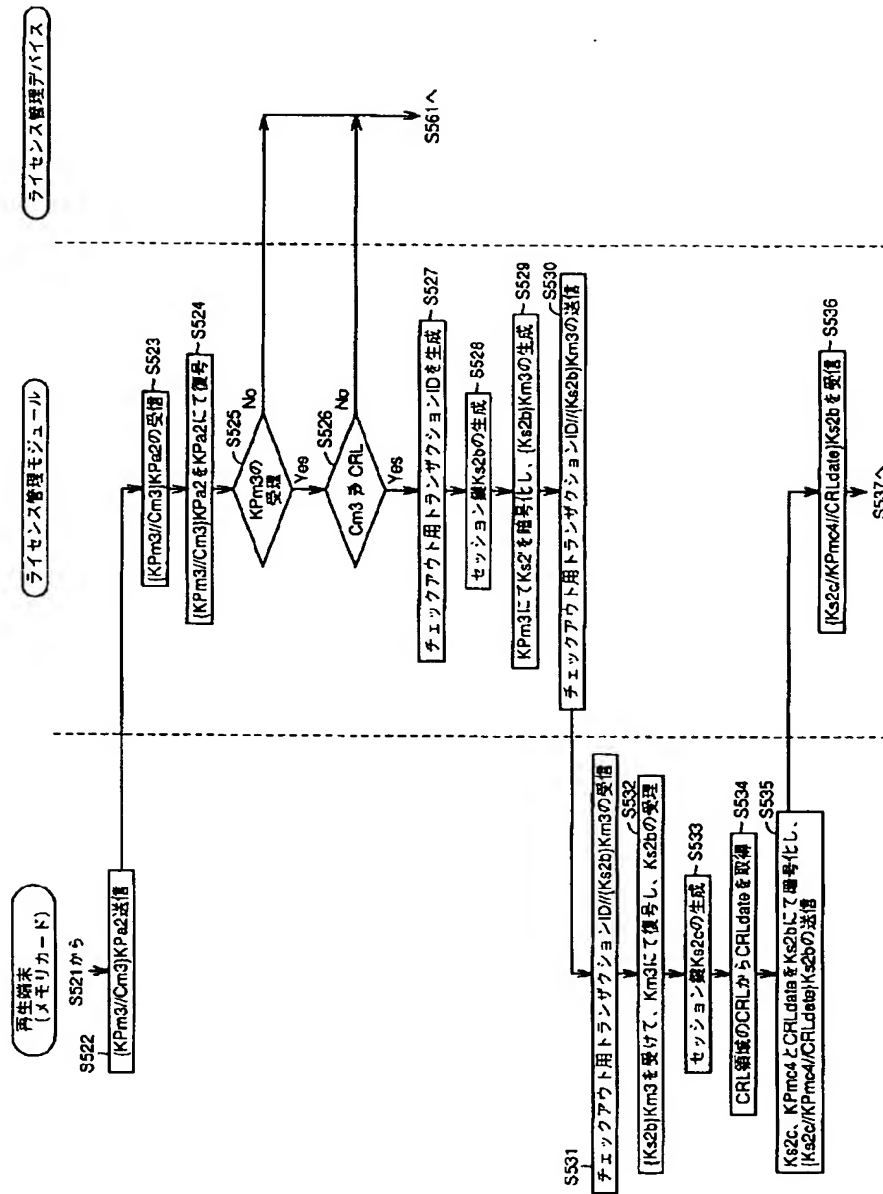 再生端末
(メモリカード)
ライセンス管理モジュール
ライセンス管理デバイス
S521から
S522
{KPm3//Cm3}KPa2送信
{KPm3//Cm3}KPa2の受信
S523
{KPm3//Cm3}KPa2をKPa2にて復号
S524
S525
KPm3の
受理
No
Yes
S526
Cm3 ∌ CRL
No
Yes
S561へ
チェックアウト用トランザクションIDを生成
S527
セッション鍵Ks2bの生成
S528
KPm3にてKs2'を暗号化し、{Ks2b}Km3の生成
S529
S530
チェックアウト用トランザクションID//{Ks2b}Km3の送信
S531
チェックアウト用トランザクションID//{Ks2b}Km3の受信
S532
{Ks2b}Km3を受けて、Km3にて復号し、Ks2bの受理
セッション鍵Ks2cの生成
S533
CRL領域のCRLからCRLdateを取得
S534
S535
Ks2c、KPmc4とCRLdateをKs2bにて暗号化し、
{Ks2c//KPmc4//CRLdate}Ks2bの送信
S536
{Ks2c//KPmc4//CRLdate}Ks2bを受信
S537へ